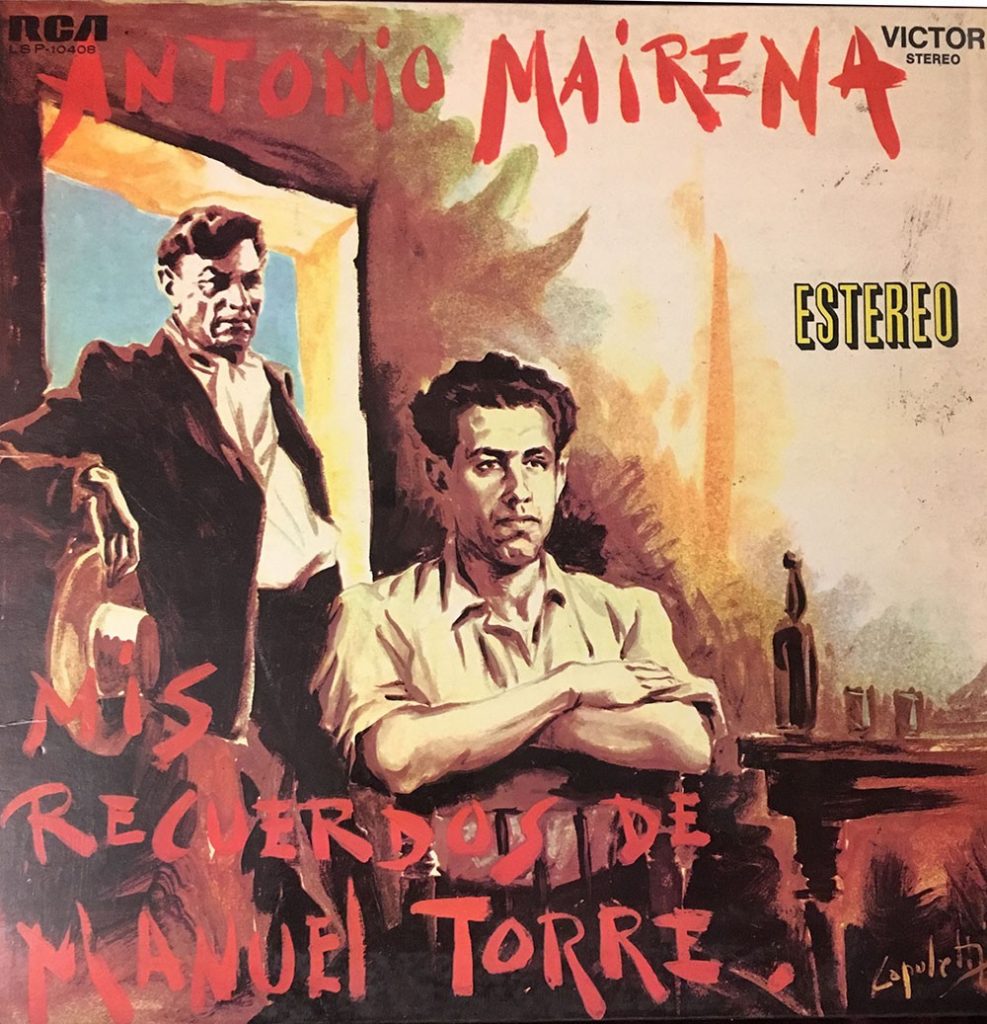 RCA
LSP-10408
ANTONIO MAIRENA
VICTOR
STEREO
ESTEREO
MIS
RECUERDOS DE
MANUEL TORRE.
Capuletti